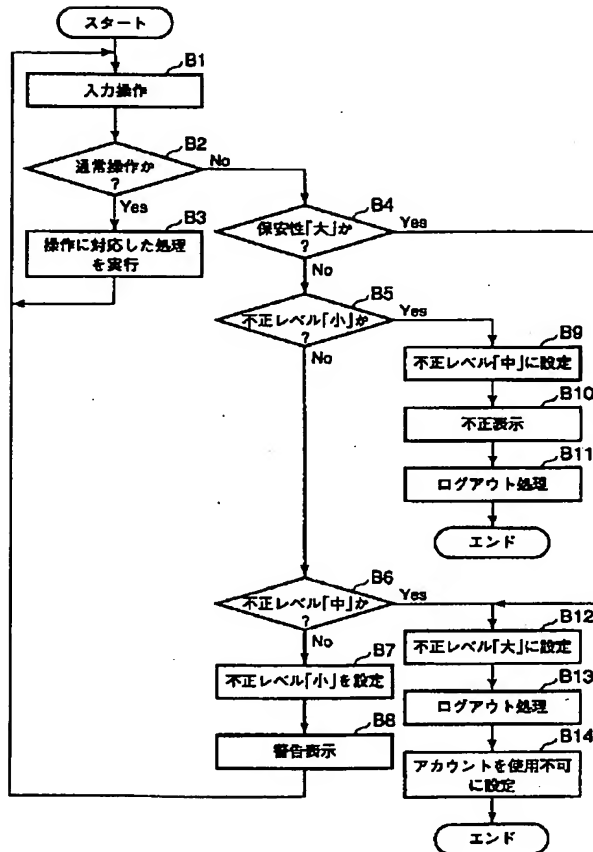 スタート
B1
入力操作
B2
通常操作か
?
No
Yes
B3
操作に対応した処理
を実行
B4
保安性「大」か
?
Yes
No
B5
不正レベル「小」か
?
Yes
No
B9
不正レベル「中」に設定
B10
不正表示
B11
ログアウト処理
エンド
B6
不正レベル「中」か
?
Yes
No
B7
不正レベル「小」を設定
B8
警告表示
B12
不正レベル「大」に設定
B13
ログアウト処理
B14
アカウントを使用不可
に設定
エンド